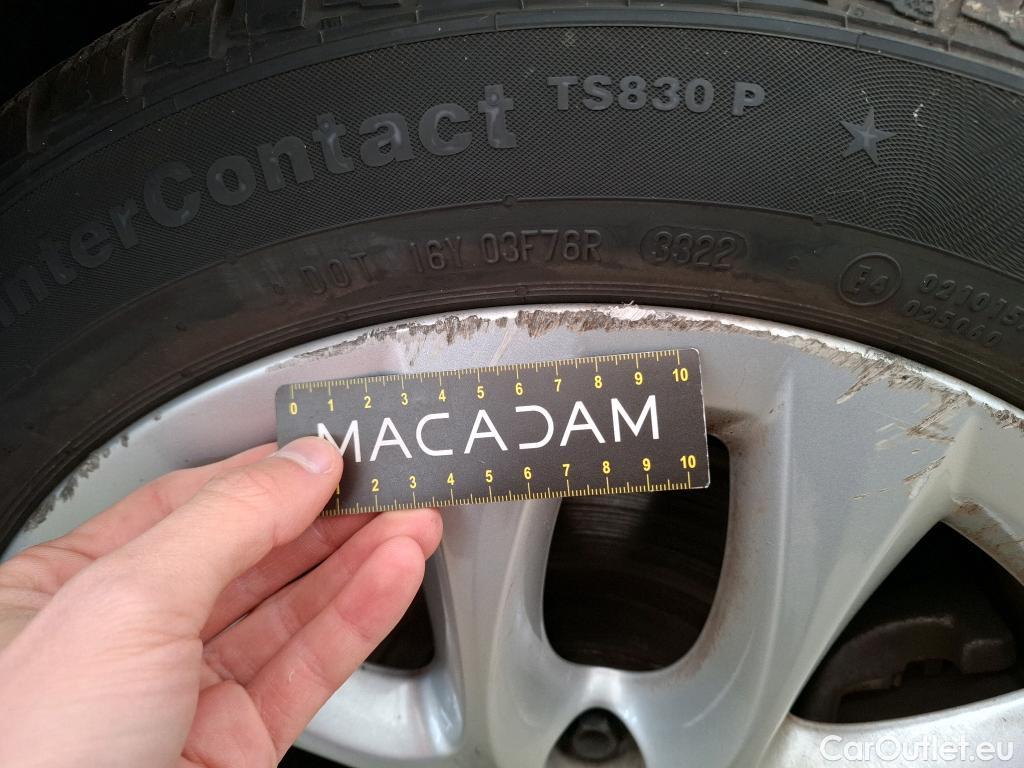 interContact TS830 P
DOT 16Y 03F76R 3322 E4
0 1 2 3 4 5 6 7 8 9 10
MACADAM
1 2 3 4 5 6 7 8 9 10
CarOutlet.eu